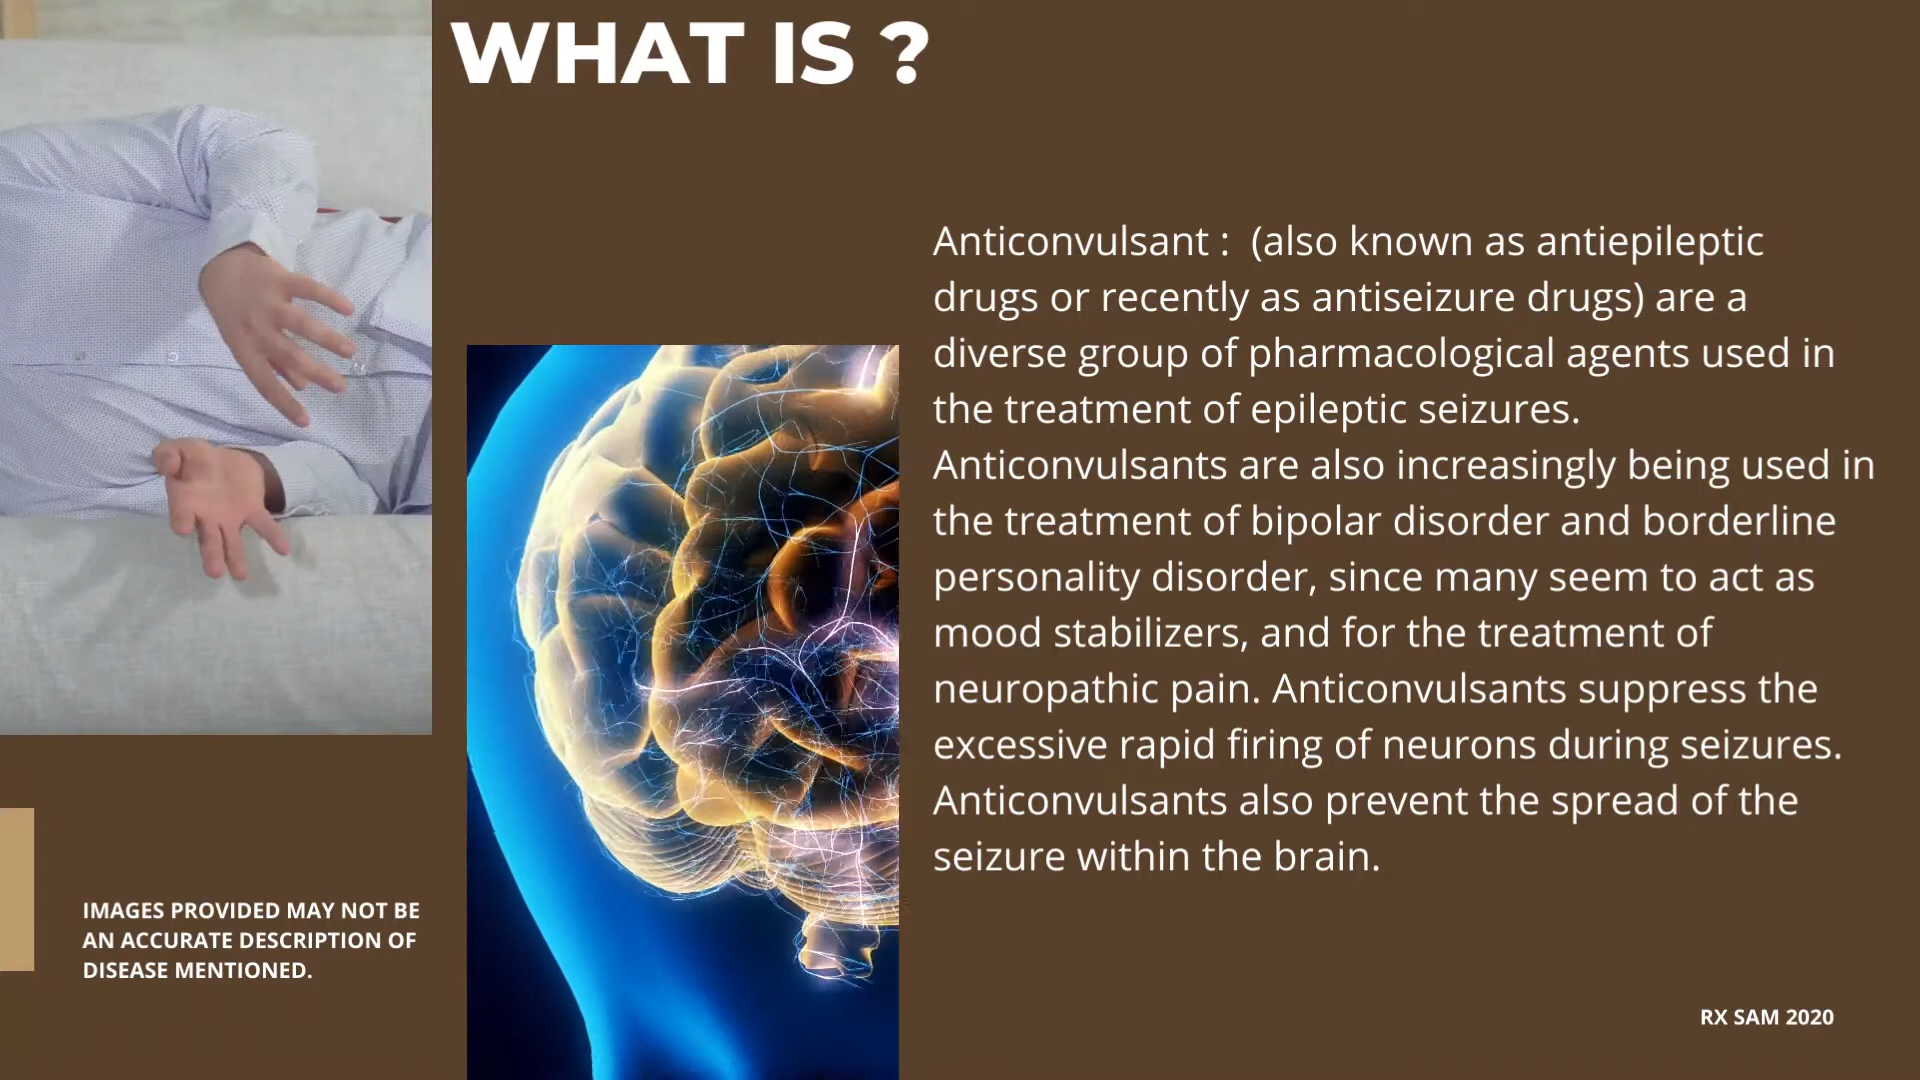 WHAT IS ?
Anticonvulsant :  (also known as antiepileptic
drugs or recently as antiseizure drugs) are a
diverse group of pharmacological agents used in
the treatment of epileptic seizures.
Anticonvulsants are also increasingly being used in
the treatment of bipolar disorder and borderline
personality disorder, since many seem to act as
mood stabilizers, and for the treatment of
neuropathic pain. Anticonvulsants suppress the
excessive rapid firing of neurons during seizures.
Anticonvulsants also prevent the spread of the
seizure within the brain.
IMAGES PROVIDED MAY NOT BE
AN ACCURATE DESCRIPTION OF
DISEASE MENTIONED.
RX SAM 2020